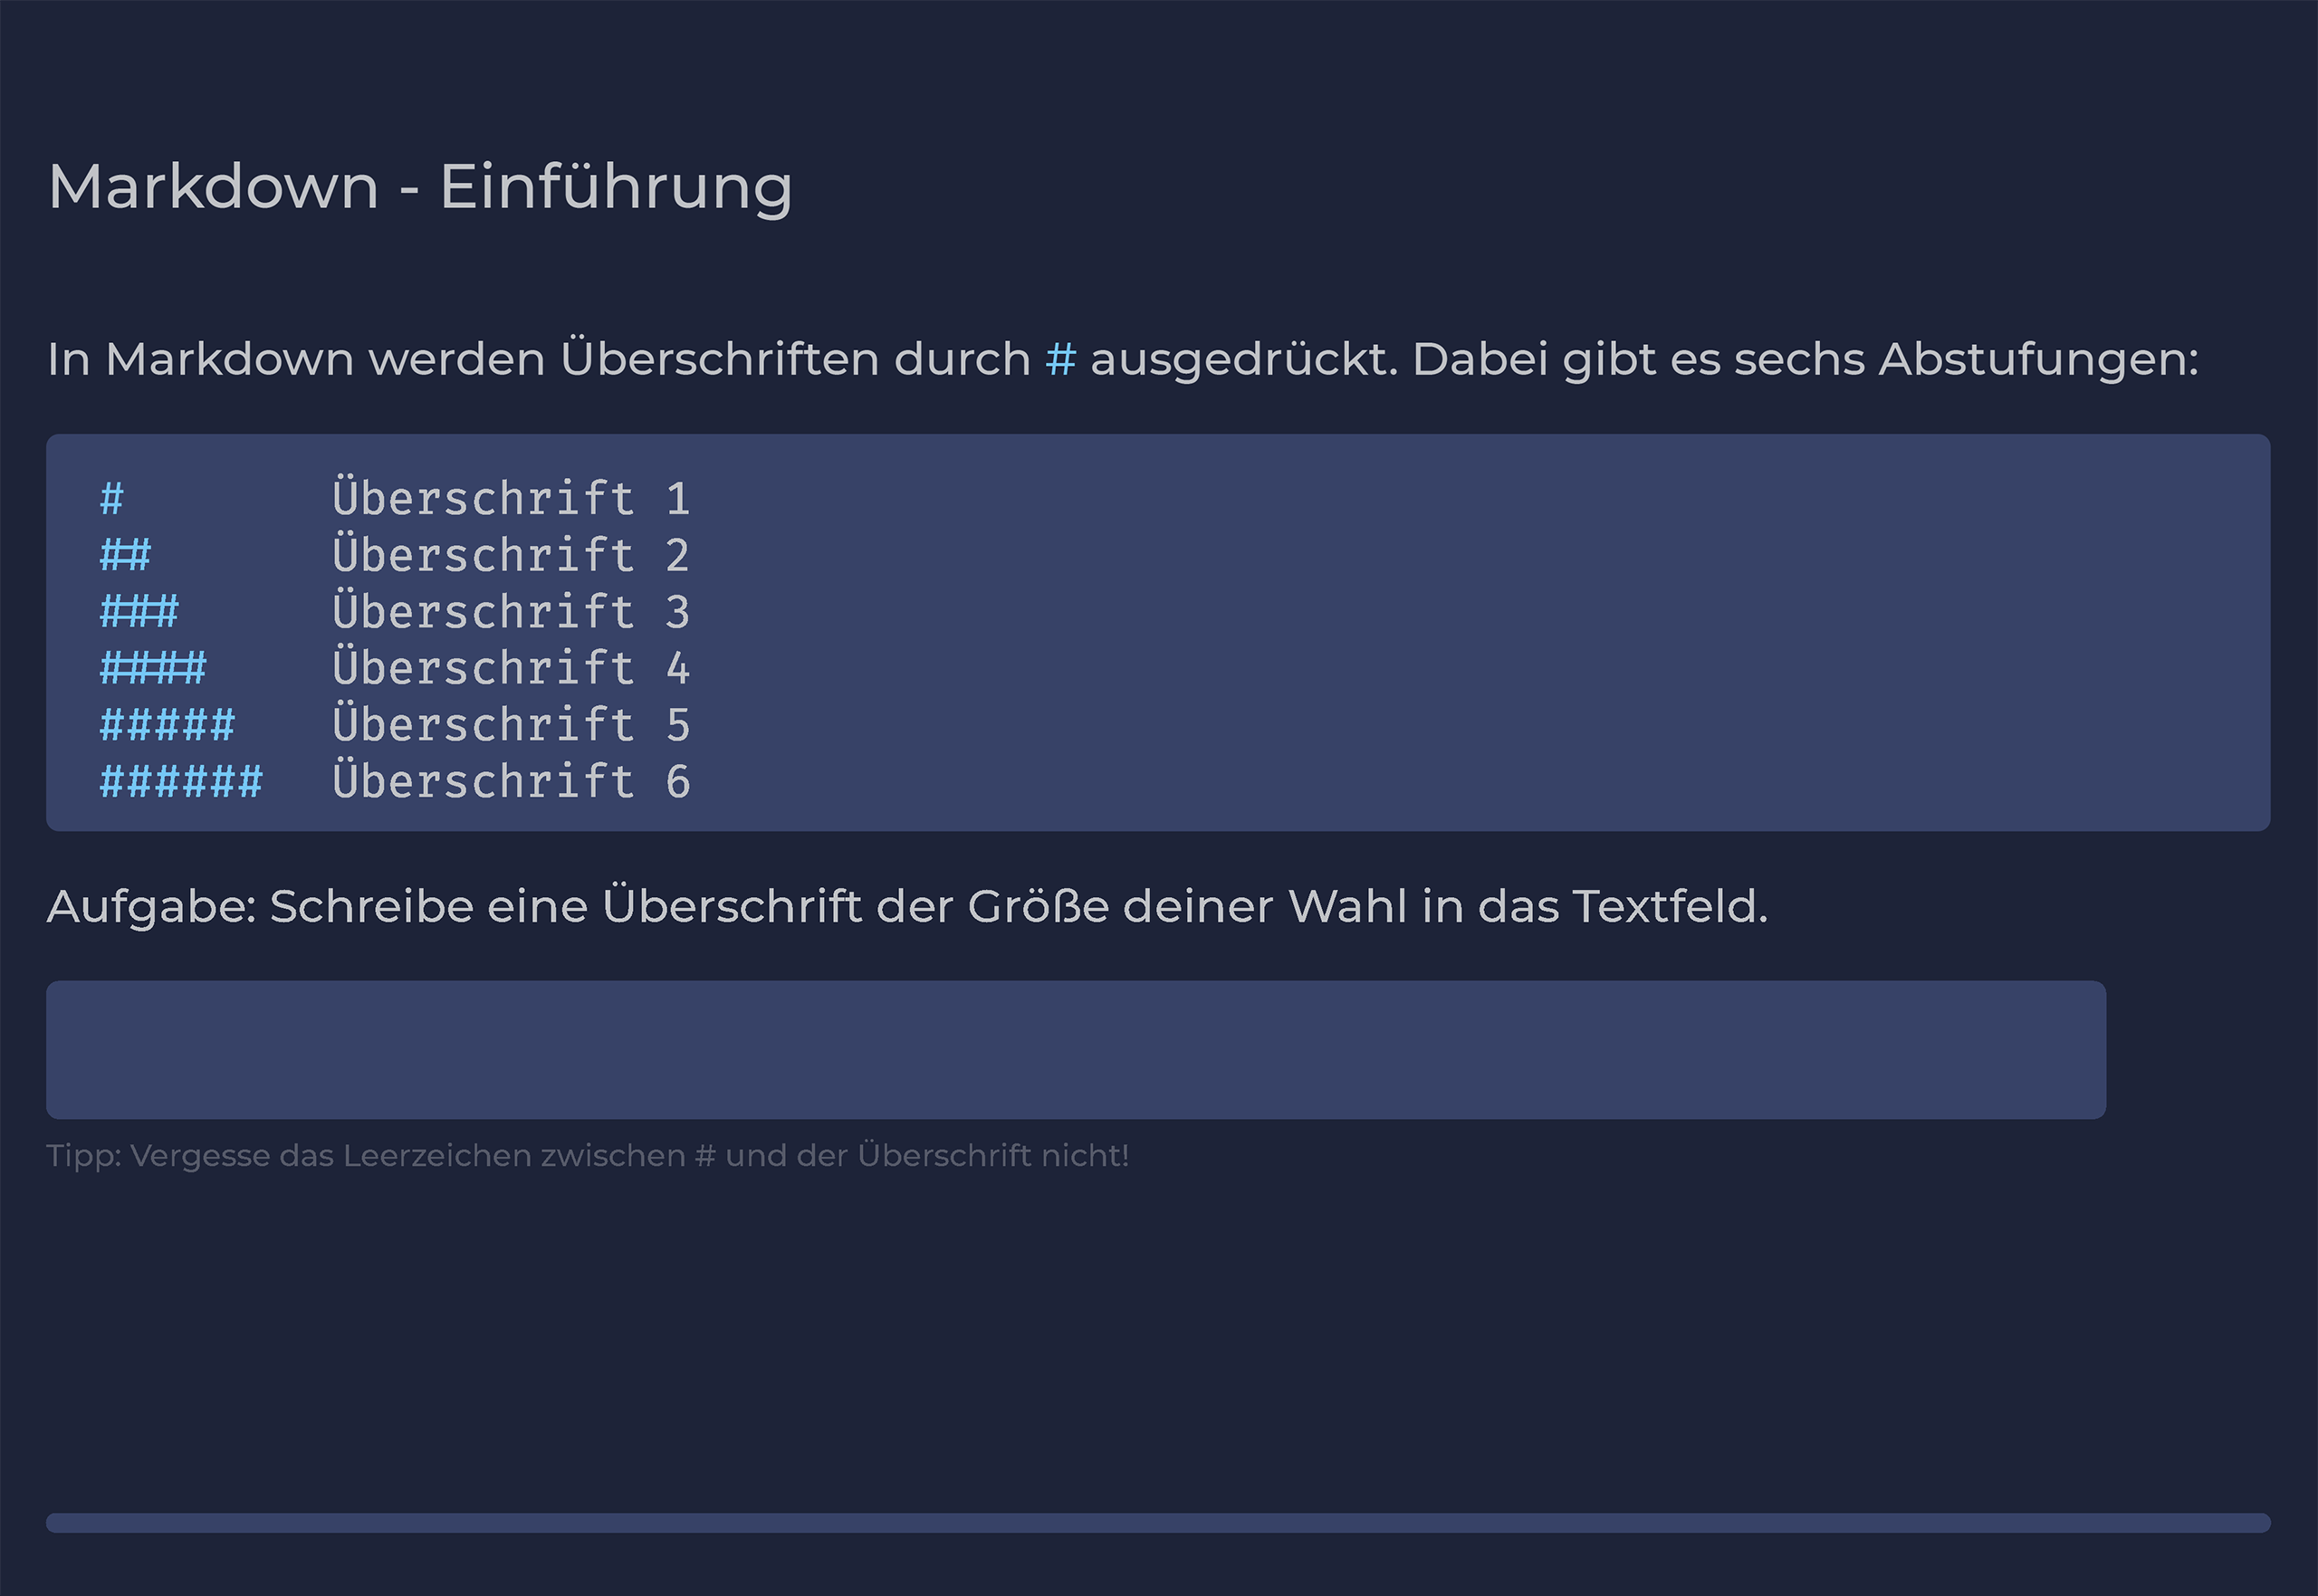 Markdown - Einführung
In Markdown werden Überschriften durch # ausgedrückt. Dabei gibt es sechs Abstufungen:
# Überschrift 1
## Überschrift 2
### Überschrift 3
#### Überschrift 4
##### Überschrift 5
###### Überschrift 6
Aufgabe: Schreibe eine Überschrift der Größe deiner Wahl in das Textfeld.
Tipp: Vergesse das Leerzeichen zwischen # und der Überschrift nicht!